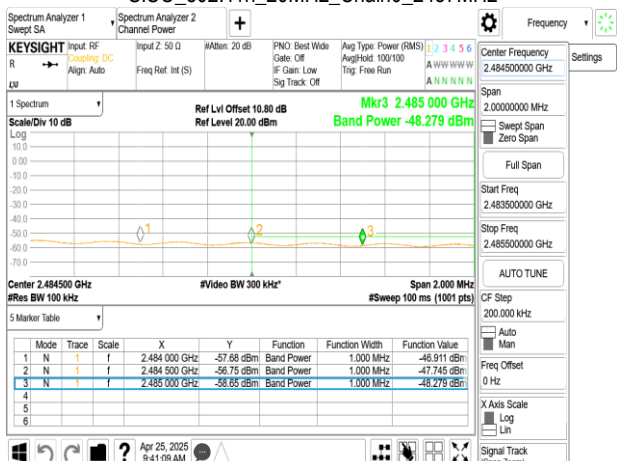 Spectrum Analyzer 1
Swept SA
Spectrum Analyzer 2
Channel Power
+
Frequency
KEYSIGHT
R
LXI
Input: RF
Coupling: DC
Align: Auto
Input Z: 50 Ω
Freq Ref: Int (S)
#Atten: 20 dB
PNO: Best Wide
Gate: Off
IF Gain: Low
Sig Track: Off
Avg Type: Power (RMS)
Avg|Hold: 100/100
Trig: Free Run
1 2 3 4 5 6
A W W W W W
A N N N N N
Center Frequency
2.484500000 GHz
Settings
1 Spectrum
Scale/Div 10 dB
Ref Lvl Offset 10.80 dB
Ref Level 20.00 dBm
Mkr3 2.485 000 GHz
Band Power -48.279 dBm
Span
2.00000000 MHz
Swept Span
Zero Span
Full Span
Start Freq
2.483500000 GHz
Stop Freq
2.485500000 GHz
AUTO TUNE
CF Step
200.000 kHz
Auto
Man
Freq Offset
0 Hz
X Axis Scale
Log
Lin
Signal Track
Log
10.0
0.00
-10.0
-20.0
-30.0
-40.0
-50.0
-60.0
-70.0
1
2
3
Center 2.484500 GHz
#Video BW 300 kHz*
Span 2.000 MHz
#Res BW 100 kHz
#Sweep 100 ms (1001 pts)
5 Marker Table
Mode Trace Scale X Y Function Function Width Function Value
1 N 1 f 2.484 000 GHz -57.68 dBm Band Power 1.000 MHz -46.911 dBm
2 N 1 f 2.484 500 GHz -56.75 dBm Band Power 1.000 MHz -47.745 dBm
3 N 1 f 2.485 000 GHz -58.65 dBm Band Power 1.000 MHz -48.279 dBm
4
5
6
?
Apr 25, 2025
9:41:09 AM